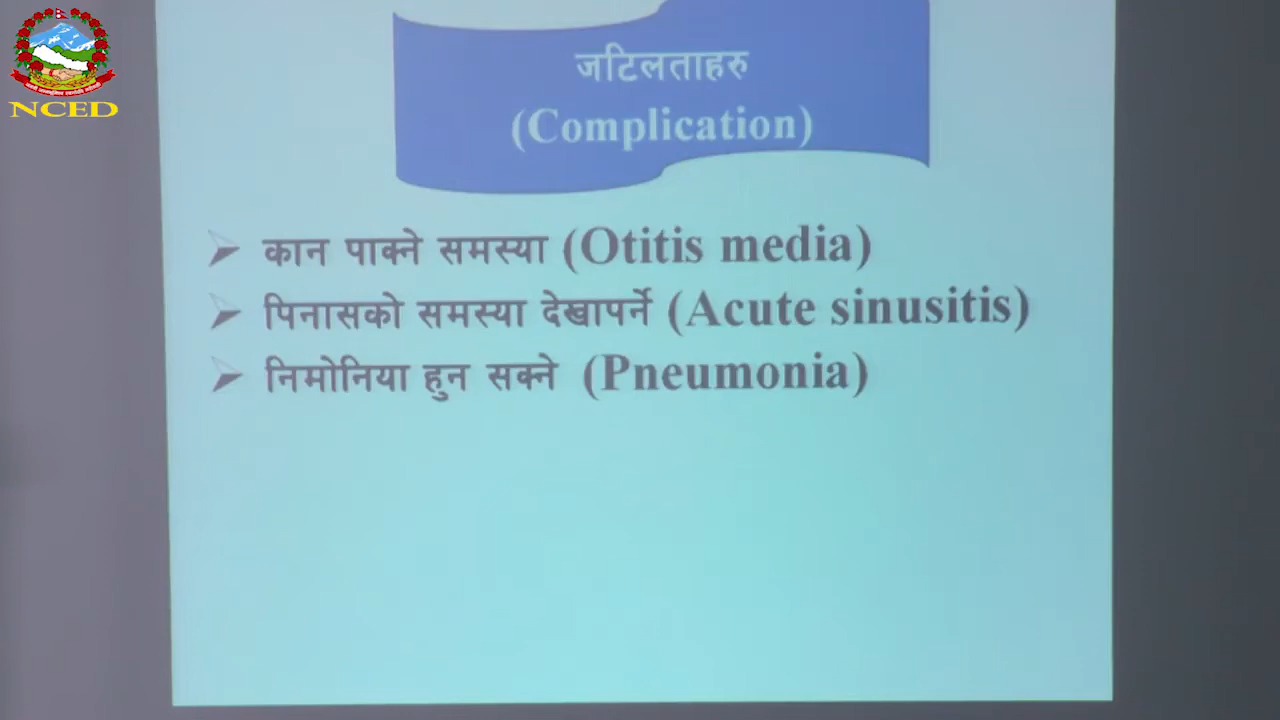 NCED
जटिलताहरु
(Complication)
कान पाक्ने समस्या (Otitis media)
पिनासको समस्या देखापर्ने (Acute sinusitis)
निमोनिया हुन सक्ने (Pneumonia)